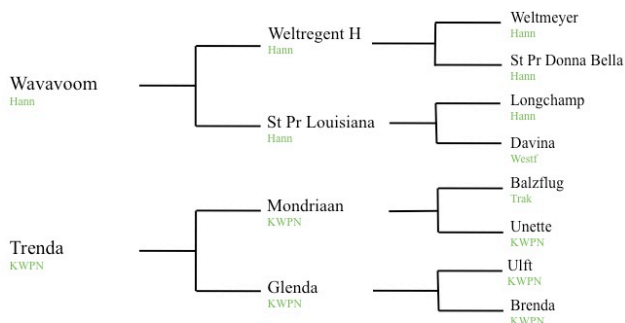 Wavavoom
Hann
Weltregent H
Hann
Weltmeyer
Hann
St Pr Donna Bella
Hann
St Pr Louisiana
Hann
Longchamp
Hann
Davina
Westf
Trenda
KWPN
Mondriaan
KWPN
Balzflug
Trak
Unette
KWPN
Glenda
KWPN
Ulft
KWPN
Brenda
KWPN